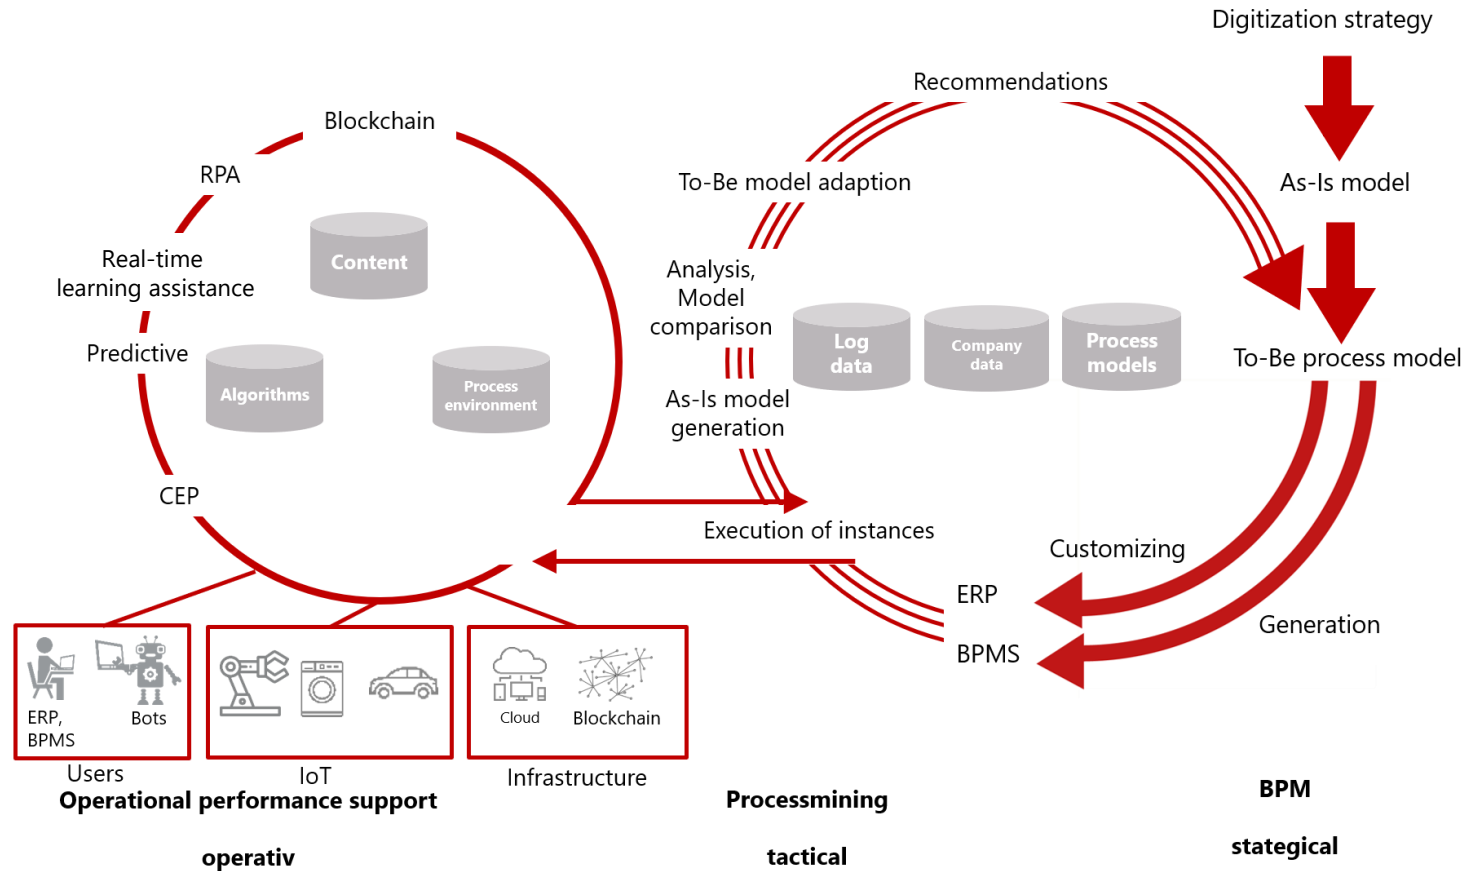 Digitization strategy
Recommendations
Blockchain
RPA
To-Be model adaption
As-Is model
Real-time
learning assistance
Content
Analysis,
Model
comparison
Log
data
Company
data
Process
models
Predictive
To-Be process model
Algorithms
Process
environment
As-Is model
generation
CEP
Execution of instances
Customizing
ERP
Generation
BPMS
ERP,
BPMS
Bots
Cloud
Blockchain
Users
IoT
Infrastructure
Operational performance support
Processmining
BPM
operativ
tactical
stategical